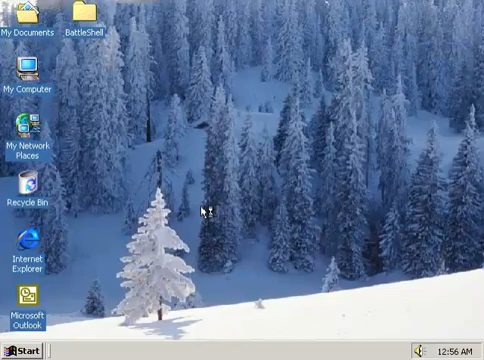 My Documents
BattleShell
My Computer
My Network
Places
Recycle Bin
Internet
Explorer
Microsoft
Outlook
Start
12:56 AM